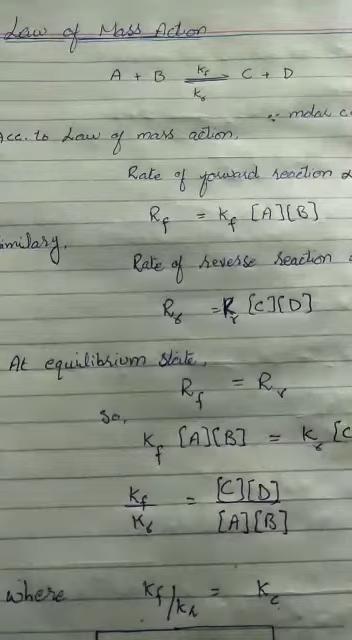 Law of Mass Action
A + B ⇌ C + D
Kf
Kr
∵ molar c
Acc. to Law of mass action,
Rate of forward reaction α
Rf = Kf [A][B]
imilary,
Rate of reverse reaction
Rr = Kr [C][D]
At equilibrium state,
Rf = Rr
So,
Kf [A][B] = Kr [C
Kf/Kr = [C][D]/[A][B]
where Kf/Kr = Kc